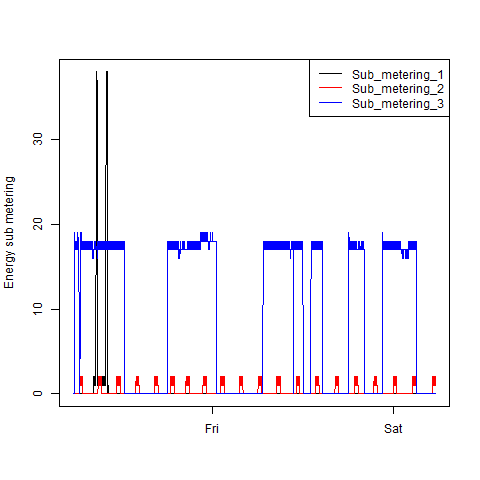 Sub_metering_1
Sub_metering_2
Sub_metering_3
Energy sub metering
30
20
10
0
Fri Sat